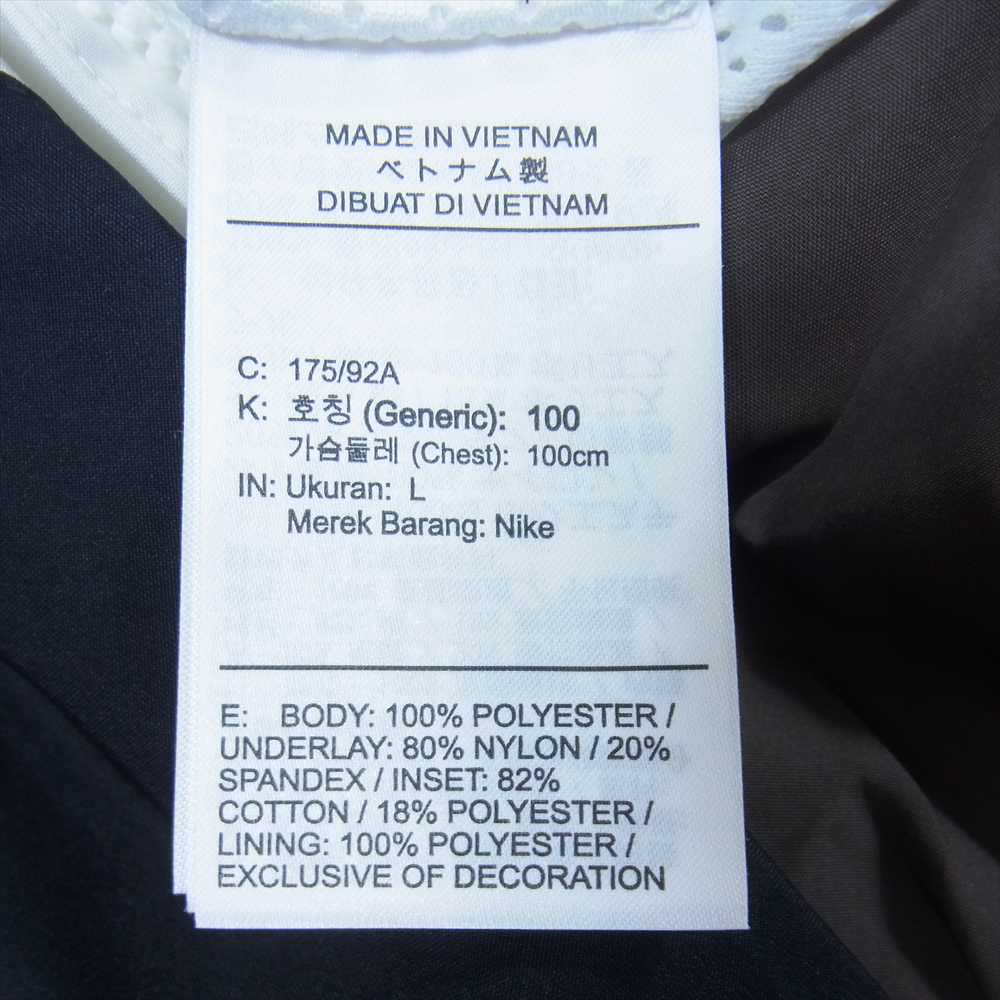 MADE IN VIETNAM
ベトナム製
DIBUAT DI VIETNAM
C: 175/92A
K: 호칭 (Generic): 100
가슴둘레 (Chest): 100cm
IN: Ukuran: L
Merek Barang: Nike
E: BODY: 100% POLYESTER /
UNDERLAY: 80% NYLON / 20%
SPANDEX / INSET: 82%
COTTON / 18% POLYESTER /
LINING: 100% POLYESTER /
EXCLUSIVE OF DECORATION